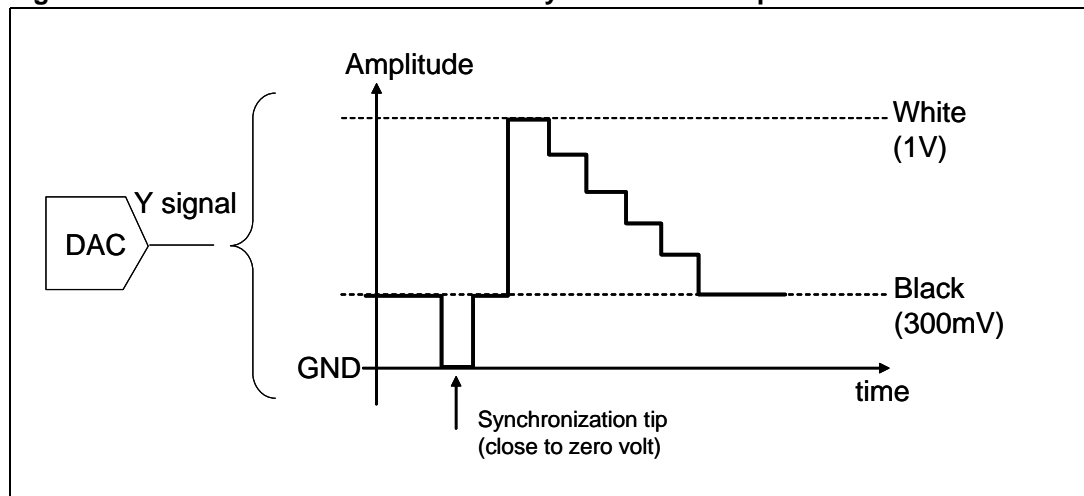 Amplitude
White
(1V)
Y signal
DAC
Black
(300mV)
GND
time
Synchronization tip
(close to zero volt)